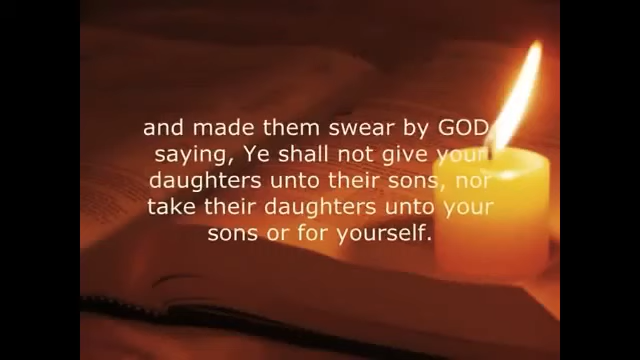 and made them swear by GOD,
saying, Ye shall not give your
daughters unto their sons, nor
take their daughters unto your
sons or for yourself.